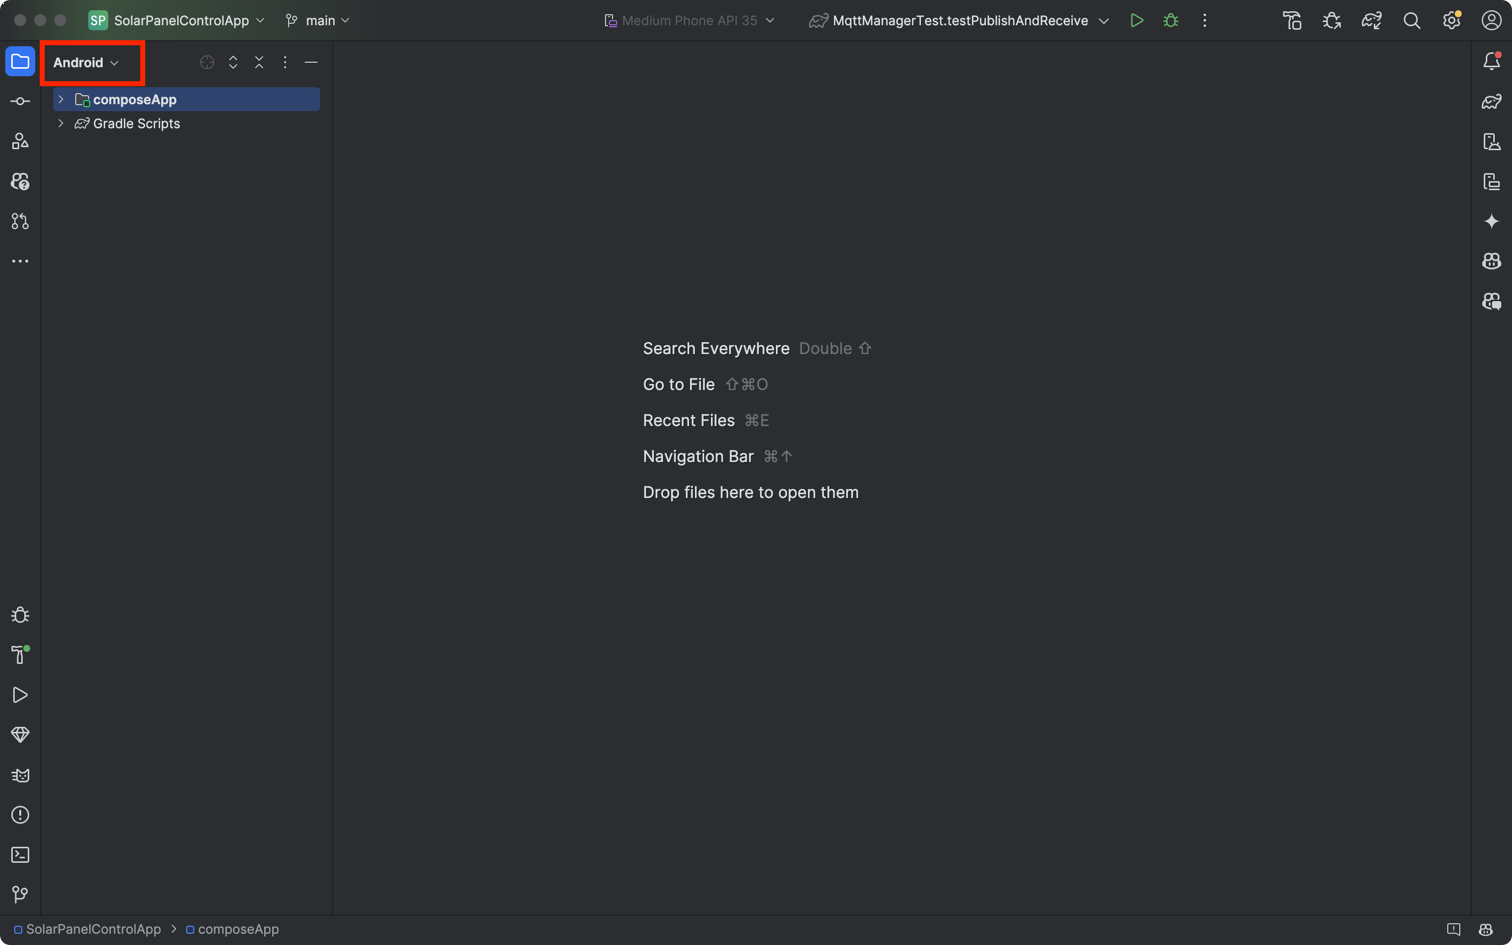 SP SolarPanelControlApp main Medium Phone API 35 MqttManagerTest.testPublishAndReceive
Android
composeApp
Gradle Scripts
Search Everywhere Double ⇧
Go to File ⇧⌘O
Recent Files ⌘E
Navigation Bar ⌘↑
Drop files here to open them
SolarPanelControlApp > composeApp